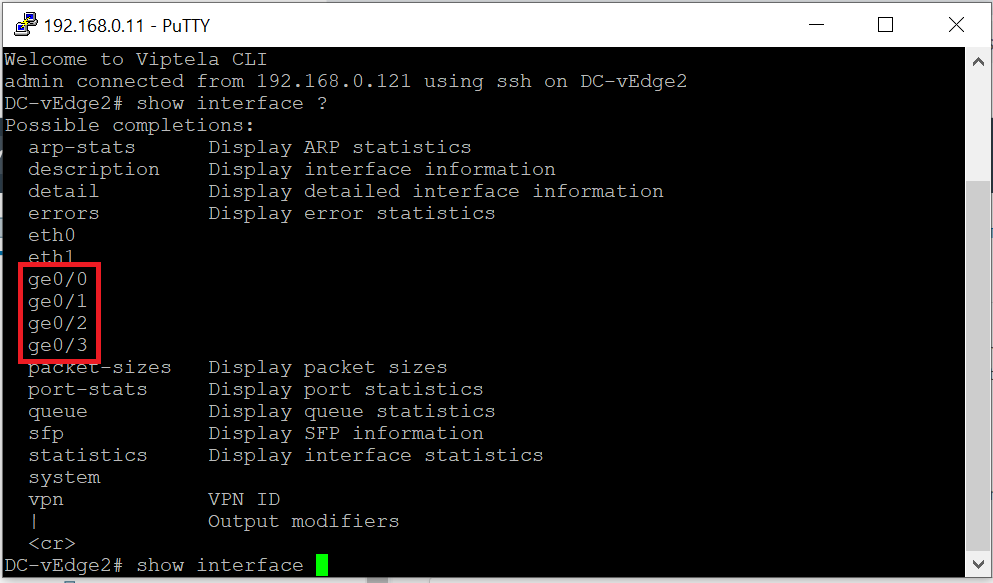 192.168.0.11 - PuTTY
Welcome to Viptela CLI
admin connected from 192.168.0.121 using ssh on DC-vEdge2
DC-vEdge2# show interface ?
Possible completions:
  arp-stats      Display ARP statistics
  description    Display interface information
  detail         Display detailed interface information
  errors         Display error statistics
  eth0
  eth1
  ge0/0
  ge0/1
  ge0/2
  ge0/3
  packet-sizes   Display packet sizes
  port-stats     Display port statistics
  queue          Display queue statistics
  sfp            Display SFP information
  statistics     Display interface statistics
  system
  vpn            VPN ID
  |              Output modifiers
  <cr>
DC-vEdge2# show interface